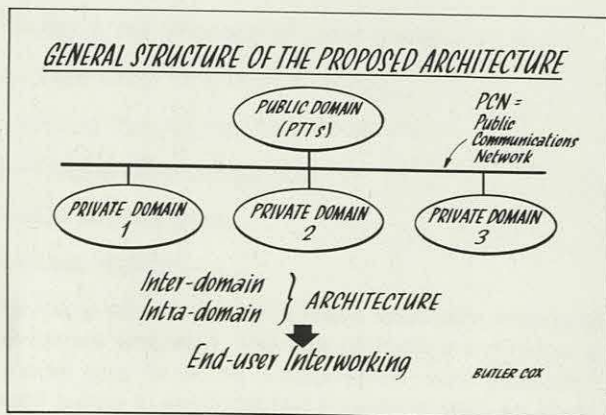 GENERAL STRUCTURE OF THE PROPOSED ARCHITECTURE
PUBLIC DOMAIN
(PTTs)
PCN =
Public
Communications
Network
PRIVATE DOMAIN
1
PRIVATE DOMAIN
2
PRIVATE DOMAIN
3
Inter-domain
Intra-domain
} ARCHITECTURE
End-user Interworking
BUTLER COX